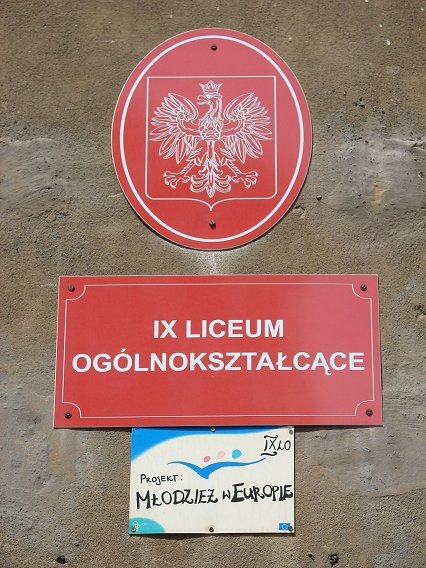 IX LICEUM
OGÓLNOKSZTAŁCĄCE
IXLO
PROJEKT:
MŁODZIEŻ W EUROPIE